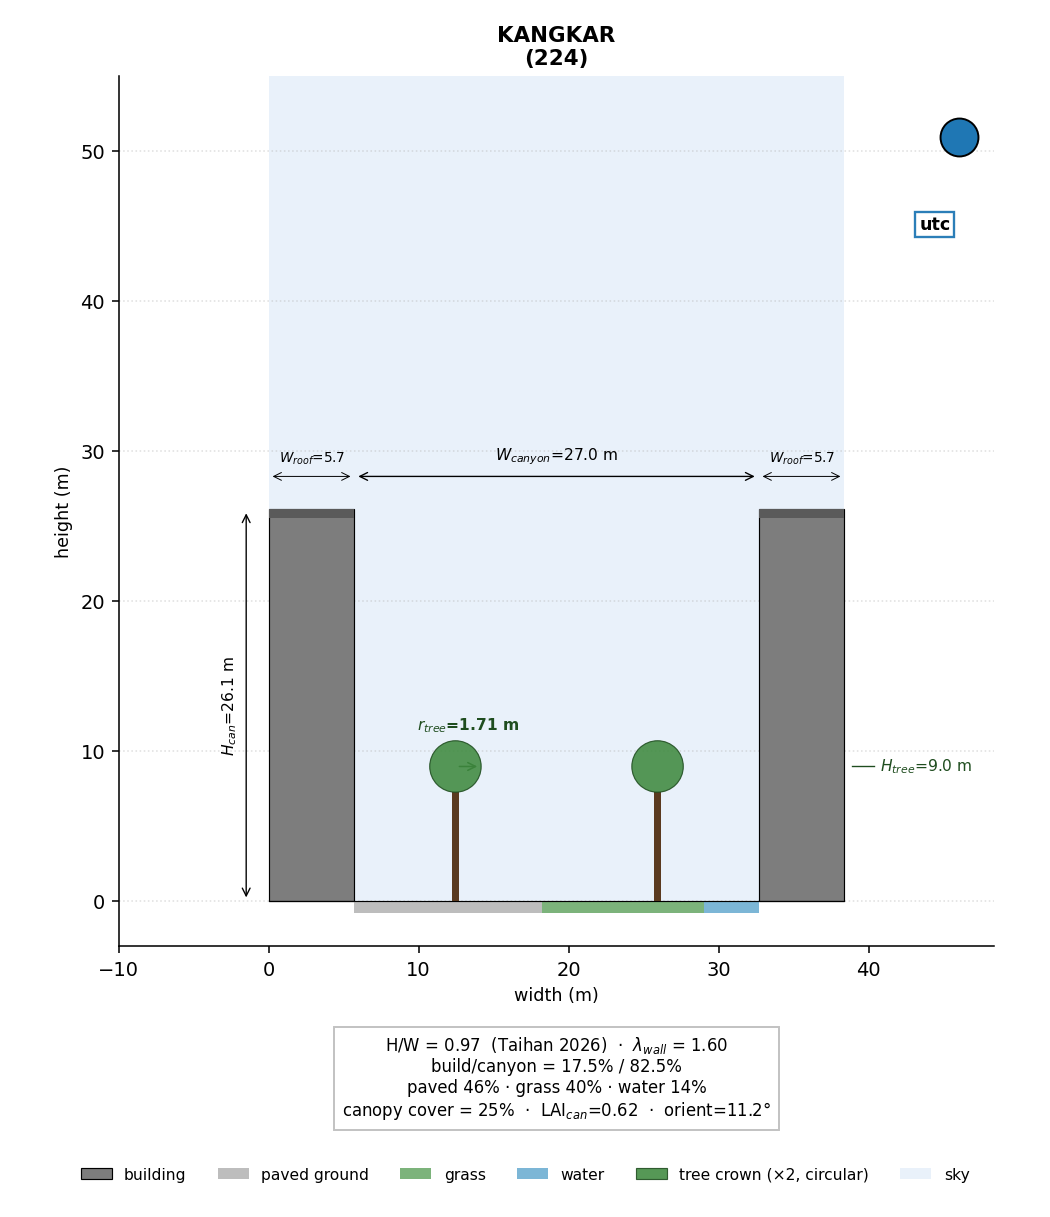 KANGKAR
(224)
50
utc
40
30
W_roof=5.7
W_canyon=27.0 m
W_roof=5.7
height (m)
20
H_can=26.1 m
r_tree=1.71 m
10
H_tree=9.0 m
0
−10 0 10 20 30 40
width (m)
H/W = 0.97 (Taihan 2026) · λ_wall = 1.60
build/canyon = 17.5% / 82.5%
paved 46% · grass 40% · water 14%
canopy cover = 25% · LAI_can=0.62 · orient=11.2°
building paved ground grass water tree crown (×2, circular) sky